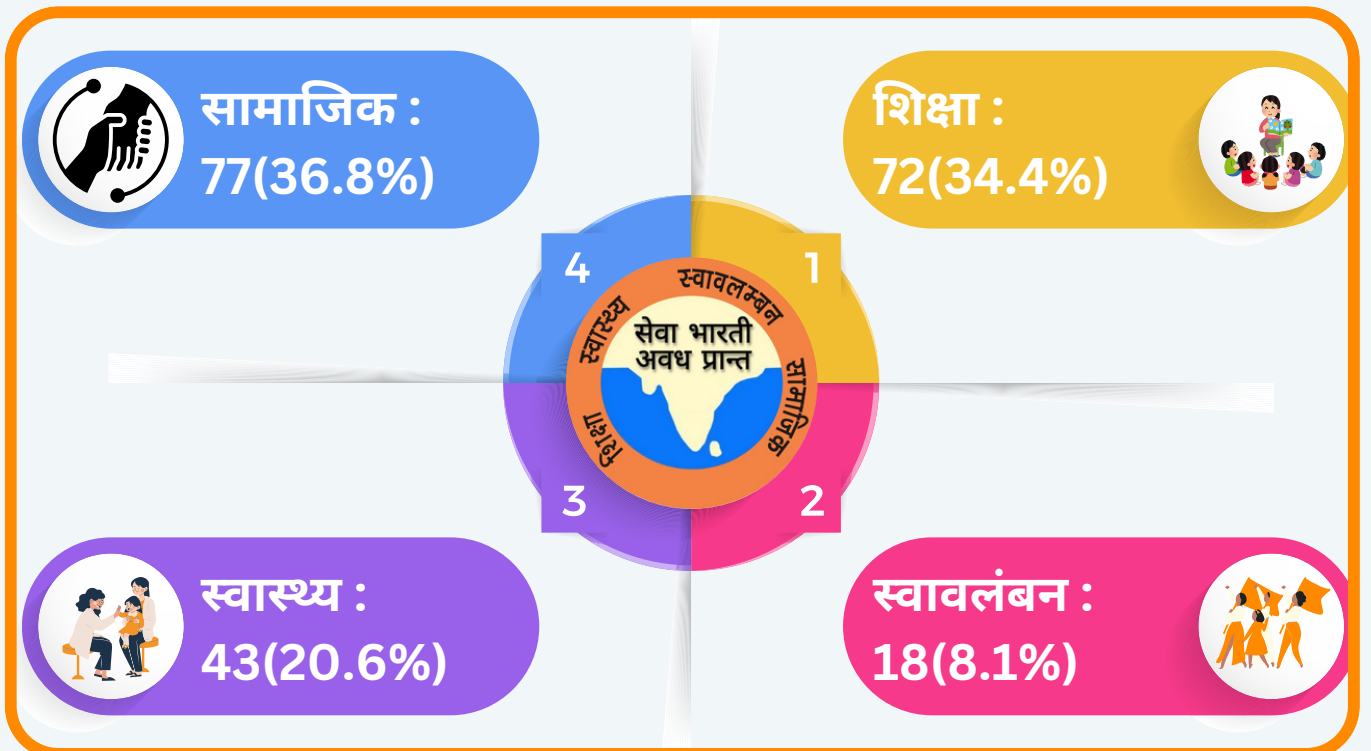 सामाजिक :
77(36.8%)
शिक्षा :
72(34.4%)
4
1
स्वावलम्बन
स्वास्थ्य
सेवा भारती
अवध प्रान्त
सामाजिक
शिक्षा
3
2
स्वास्थ्य :
43(20.6%)
स्वावलंबन :
18(8.1%)